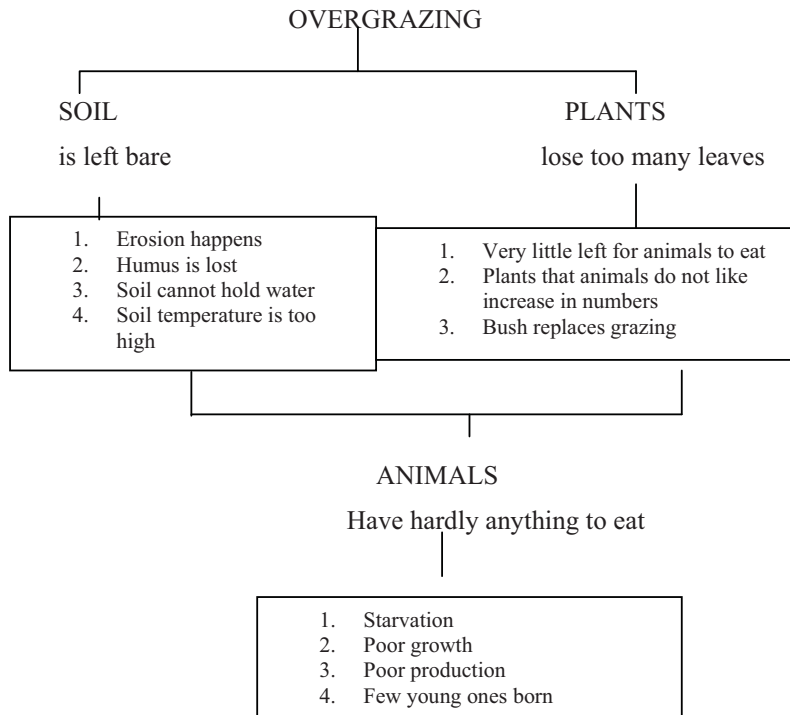 OVERGRAZING
SOIL
is left bare
PLANTS
lose too many leaves
1. Erosion happens
2. Humus is lost
3. Soil cannot hold water
4. Soil temperature is too
high
1. Very little left for animals to eat
2. Plants that animals do not like
increase in numbers
3. Bush replaces grazing
ANIMALS
Have hardly anything to eat
1. Starvation
2. Poor growth
3. Poor production
4. Few young ones born